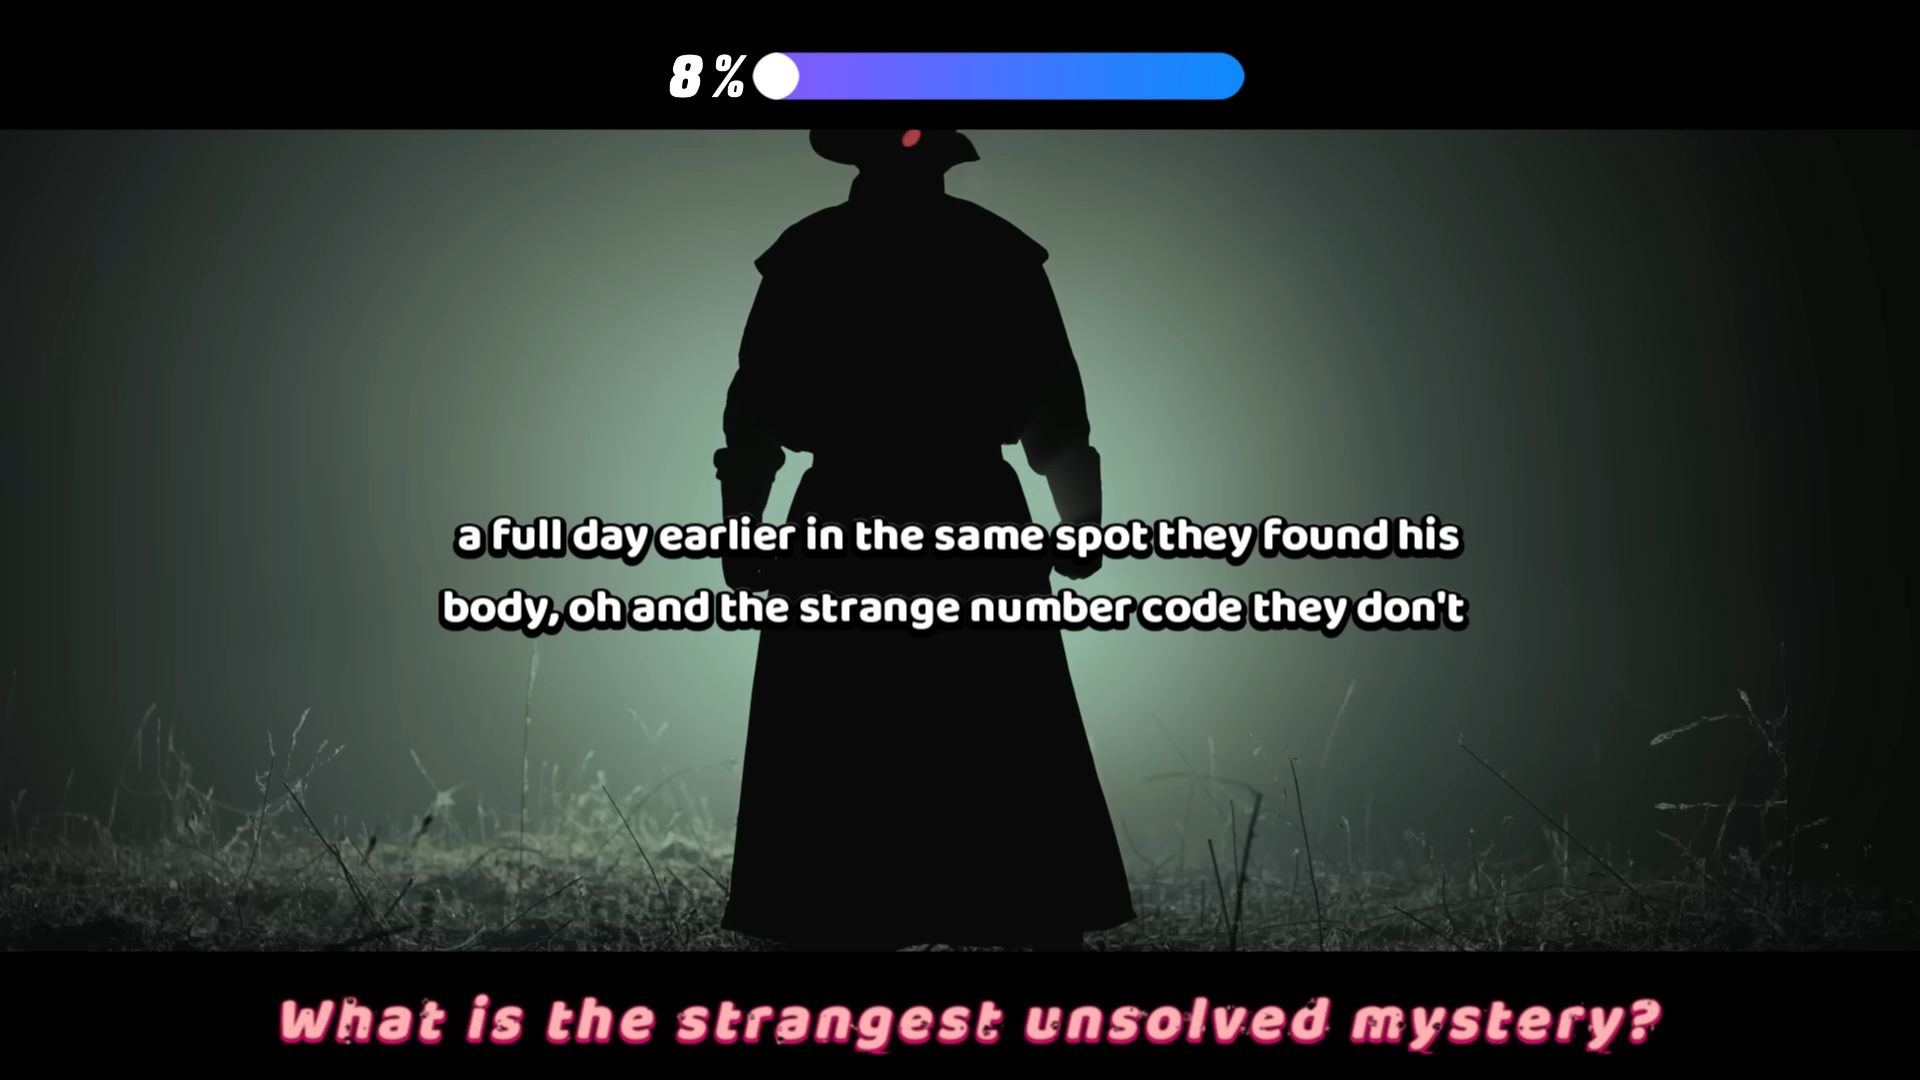 8%
a full day earlier in the same spot they found his
body, oh and the strange number code they don't
What is the strangest unsolved mystery?